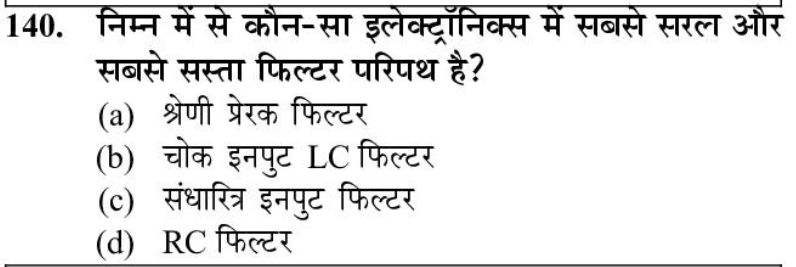 140. निम्न में से कौन-सा इलेक्ट्रॉनिक्स में सबसे सरल और
सबसे सस्ता फिल्टर परिपथ है?
(a) श्रेणी प्रेरक फिल्टर
(b) चोक इनपुट LC फिल्टर
(c) संधारित्र इनपुट फिल्टर
(d) RC फिल्टर